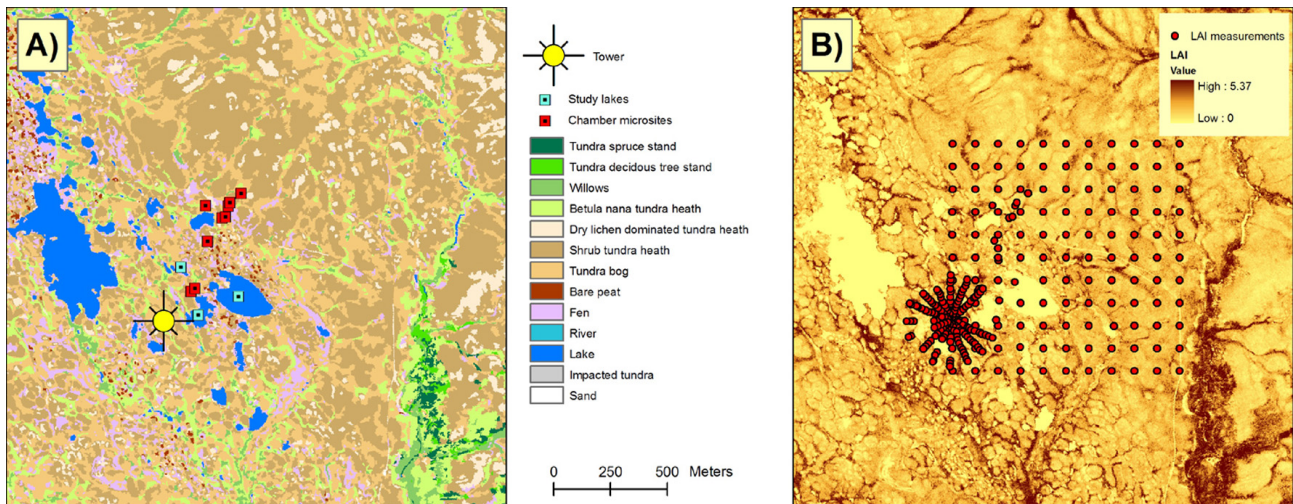 A)
Tower
Study lakes
Chamber microsites
Tundra spruce stand
Tundra decidous tree stand
Willows
Betula nana tundra heath
Dry lichen dominated tundra heath
Shrub tundra heath
Tundra bog
Bare peat
Fen
River
Lake
Impacted tundra
Sand
0 250 500 Meters
B)
LAI measurements
LAI
Value
High : 5.37
Low : 0